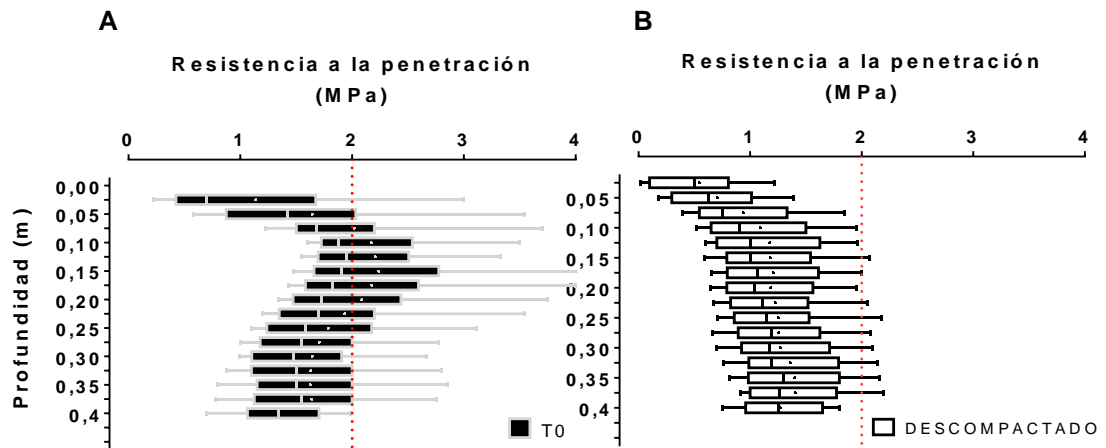 A
Resistencia a la penetración
(MPa)
0 1 2 3 4
Profundidad (m)
0,00
0,05
0,10
0,15
0,20
0,25
0,30
0,35
0,4
T0
B
Resistencia a la penetración
(MPa)
0 1 2 3 4
0,05
0,10
0,15
0,20
0,25
0,30
0,35
0,4
DESCOMPACTADO